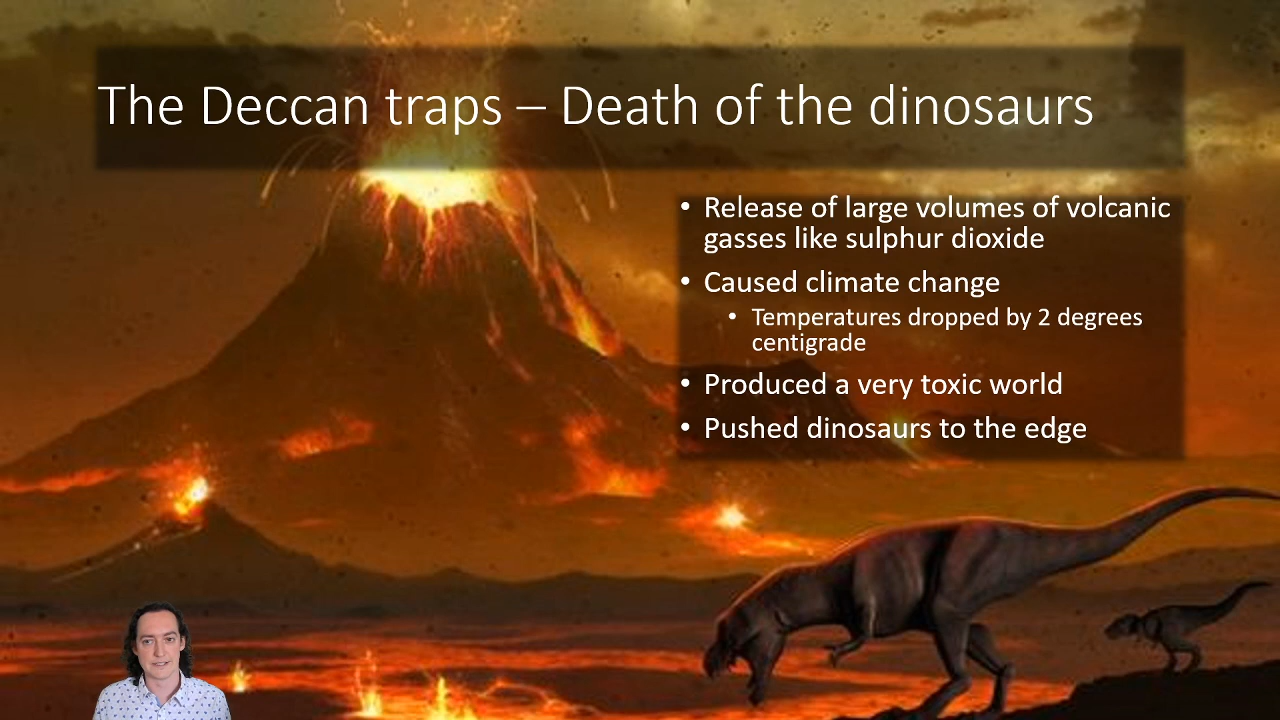 The Deccan traps – Death of the dinosaurs
• Release of large volumes of volcanic
gasses like sulphur dioxide
• Caused climate change
• Temperatures dropped by 2 degrees
centigrade
• Produced a very toxic world
• Pushed dinosaurs to the edge